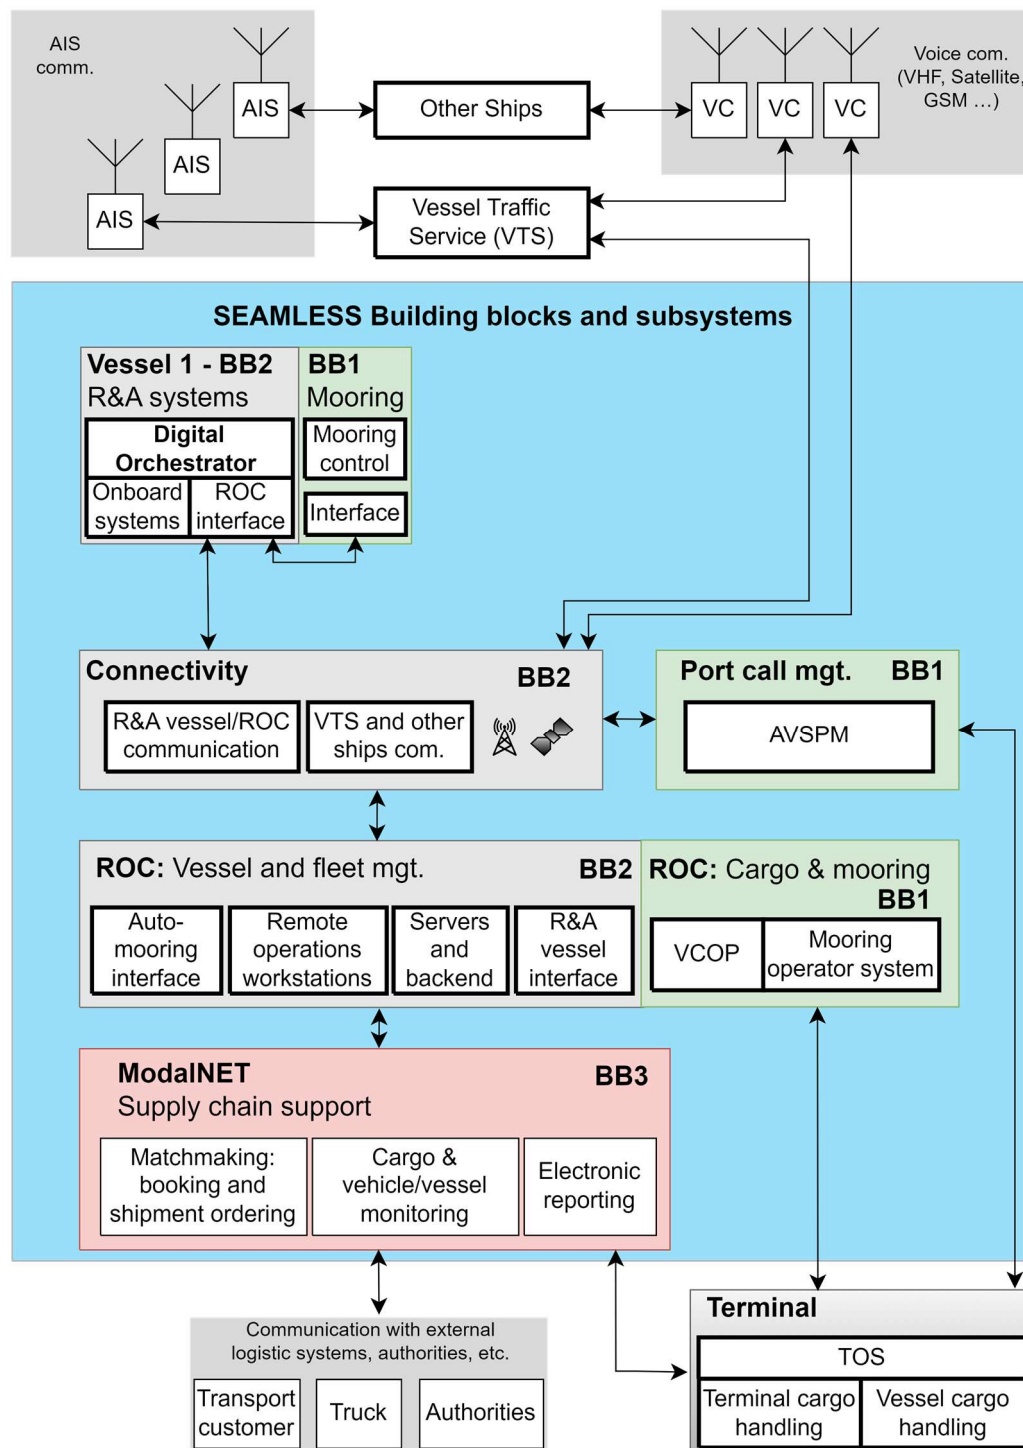 AIS
comm.
AIS
AIS
AIS
Other Ships
Vessel Traffic
Service (VTS)
VC
VC
VC
Voice com.
(VHF, Satellite,
GSM ...)
SEAMLESS Building blocks and subsystems
Vessel 1 - BB2
R&A systems
Digital
Orchestrator
Onboard
systems
ROC
interface
BB1
Mooring
Mooring
control
Interface
Connectivity
BB2
R&A vessel/ROC
communication
VTS and other
ships com.
Port call mgt.
BB1
AVSPM
ROC: Vessel and fleet mgt.
BB2
Auto-
mooring
interface
Remote
operations
workstations
Servers
and
backend
R&A
vessel
interface
ROC: Cargo & mooring
BB1
VCOP
Mooring
operator system
ModalNET
BB3
Supply chain support
Matchmaking:
booking and
shipment ordering
Cargo &
vehicle/vessel
monitoring
Electronic
reporting
Communication with external
logistic systems, authorities, etc.
Transport
customer
Truck
Authorities
Terminal
TOS
Terminal cargo
handling
Vessel cargo
handling